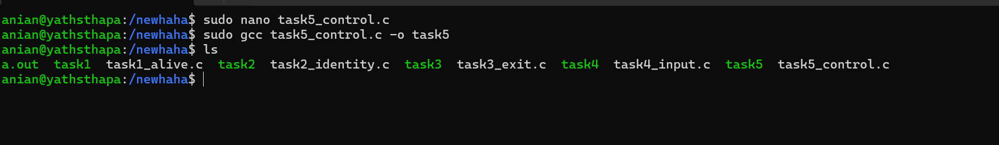 anian@yathsthapa:/newhaha$ sudo nano task5_control.c
anian@yathsthapa:/newhaha$ sudo gcc task5_control.c -o task5
anian@yathsthapa:/newhaha$ ls
a.out  task1  task1_alive.c  task2  task2_identity.c  task3  task3_exit.c  task4  task4_input.c  task5  task5_control.c
anian@yathsthapa:/newhaha$